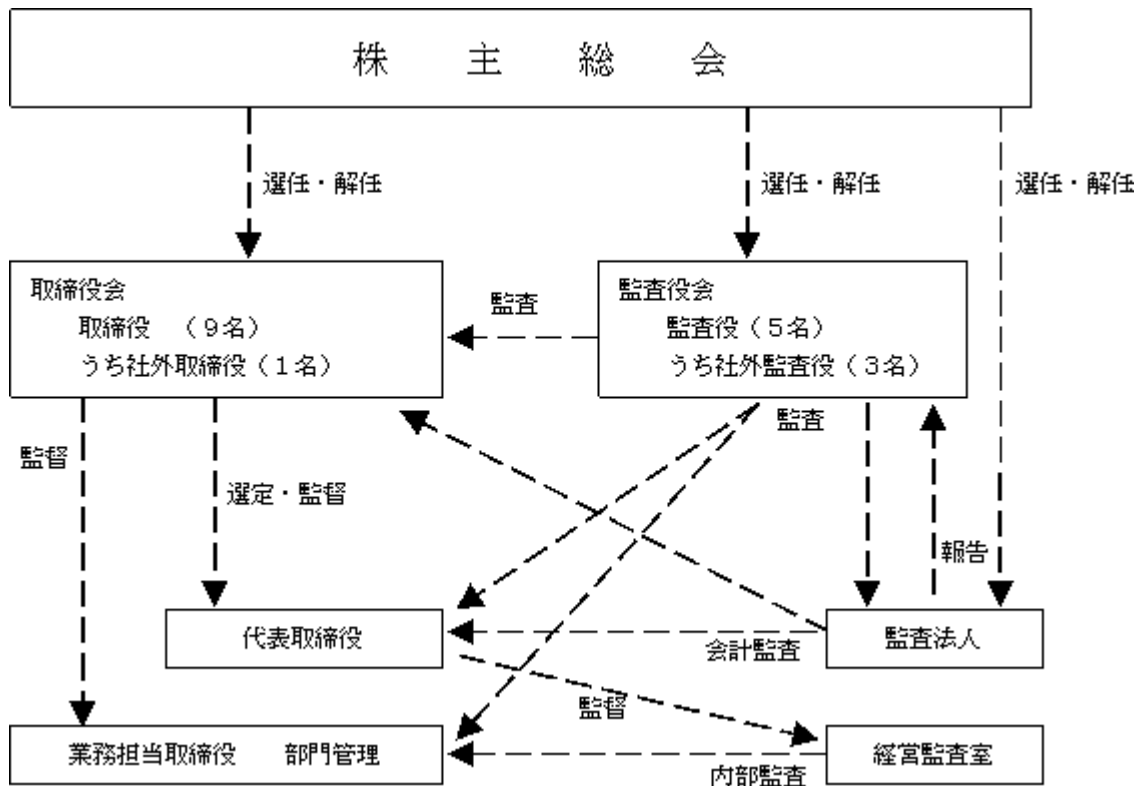 株主総会
選任・解任
選任・解任
選任・解任
取締役会
取締役　（９名）
うち社外取締役（１名）
監査
監査役会
監査役（５名）
うち社外監査役（３名）
監査
監督
選定・監督
報告
代表取締役
会計監査
監査法人
監督
業務担当取締役　　部門管理
内部監査
経営監査室